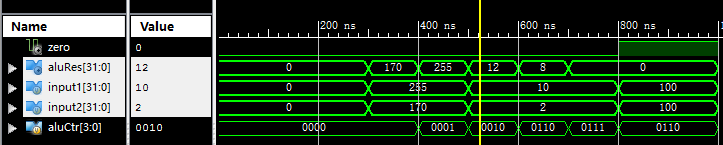 Name Value 200 ns 400 ns 600 ns 800 ns
zero 0
aluRes[31:0] 12 0 170 255 12 8 0
input1[31:0] 10 0 255 10 100
input2[31:0] 2 0 170 2 100
aluCtr[3:0] 0010 0000 0001 0010 0110 0111 0110